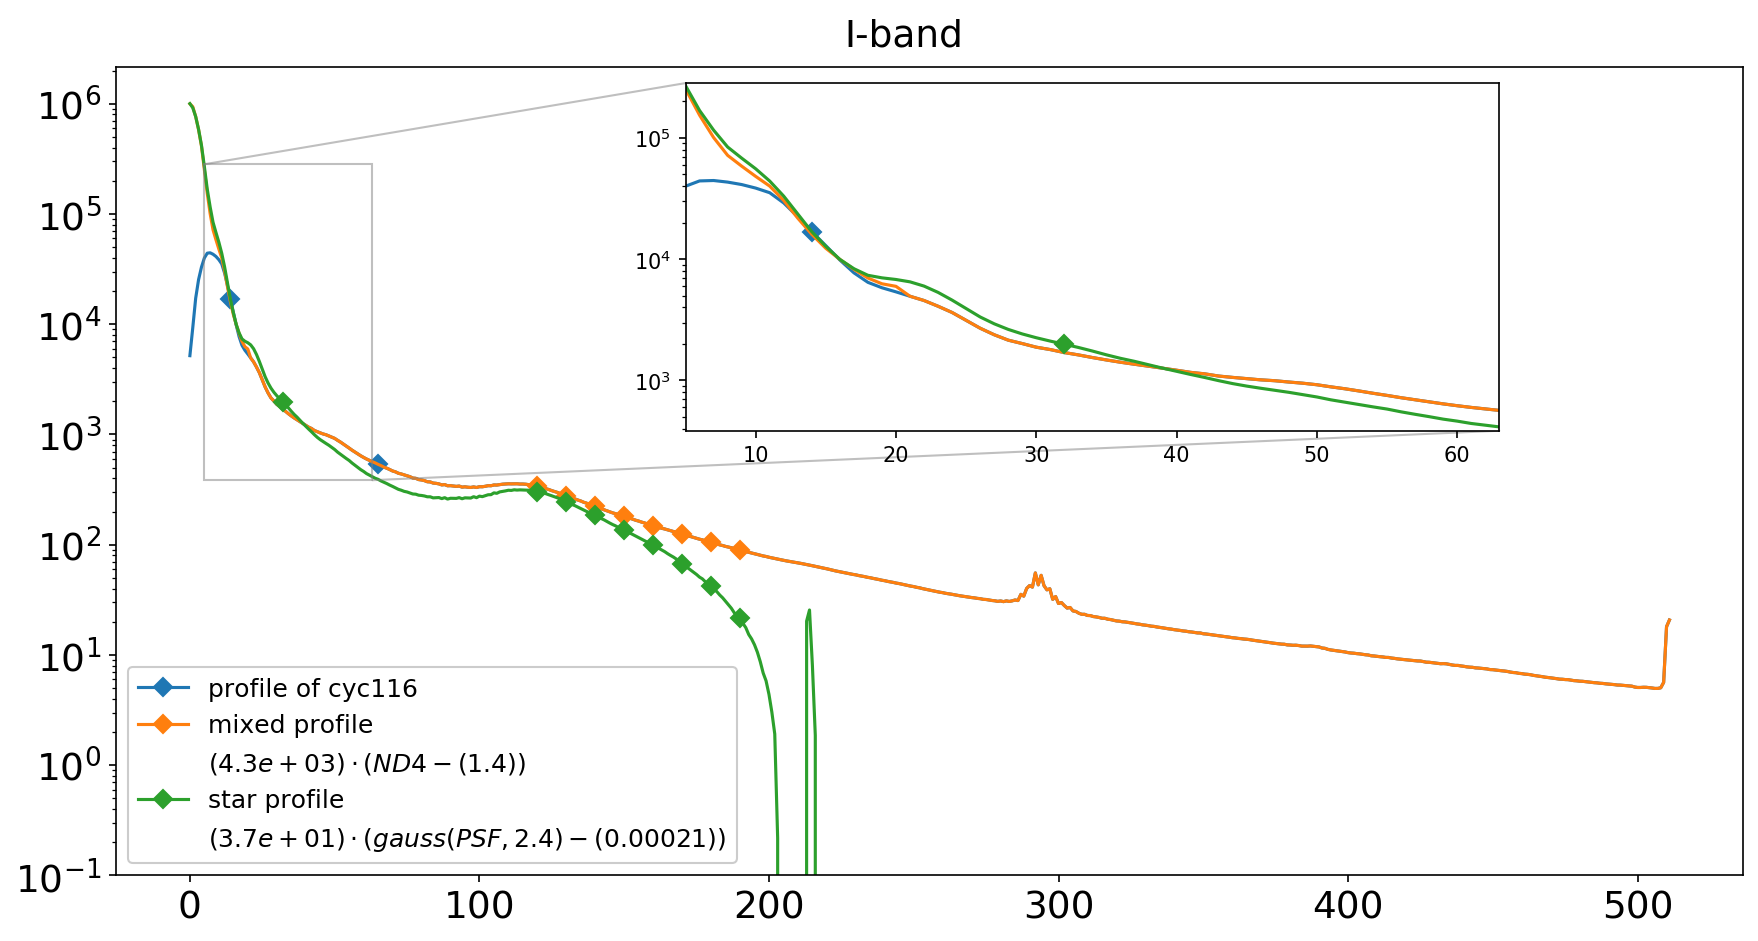 I-band
10^6
10^5
10^4
10^3
10^2
10^1
10^0
10^−1
0 100 200 300 400 500
10^5
10^4
10^3
10 20 30 40 50 60
profile of cyc116
mixed profile
(4.3e + 03) · (ND4 − (1.4))
star profile
(3.7e + 01) · (gauss(PSF, 2.4) − (0.00021))